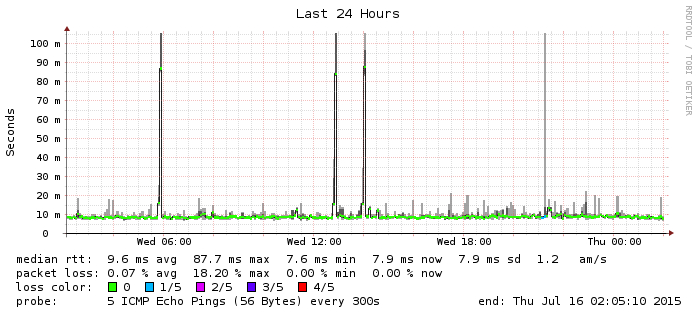 Last 24 Hours
RRDTOOL / TOBI OETIKER
Seconds
100 m
90 m
80 m
70 m
60 m
50 m
40 m
30 m
20 m
10 m
0
Wed 06:00 Wed 12:00 Wed 18:00 Thu 00:00
median rtt: 9.6 ms avg 87.7 ms max 7.6 ms min 7.9 ms now 7.9 ms sd 1.2 am/s
packet loss: 0.07 % avg 18.20 % max 0.00 % min 0.00 % now
loss color: 0 1/5 2/5 3/5 4/5
probe: 5 ICMP Echo Pings (56 Bytes) every 300s end: Thu Jul 16 02:05:10 2015